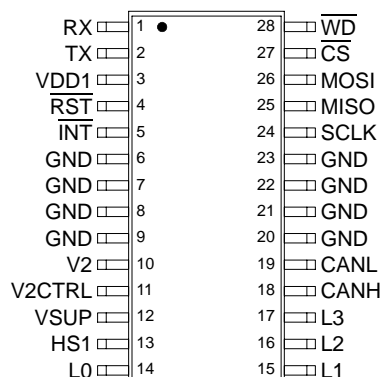 RX 1 28 WD
TX 2 27 CS
VDD1 3 26 MOSI
RST 4 25 MISO
INT 5 24 SCLK
GND 6 23 GND
GND 7 22 GND
GND 8 21 GND
GND 9 20 GND
V2 10 19 CANL
V2CTRL 11 18 CANH
VSUP 12 17 L3
HS1 13 16 L2
L0 14 15 L1